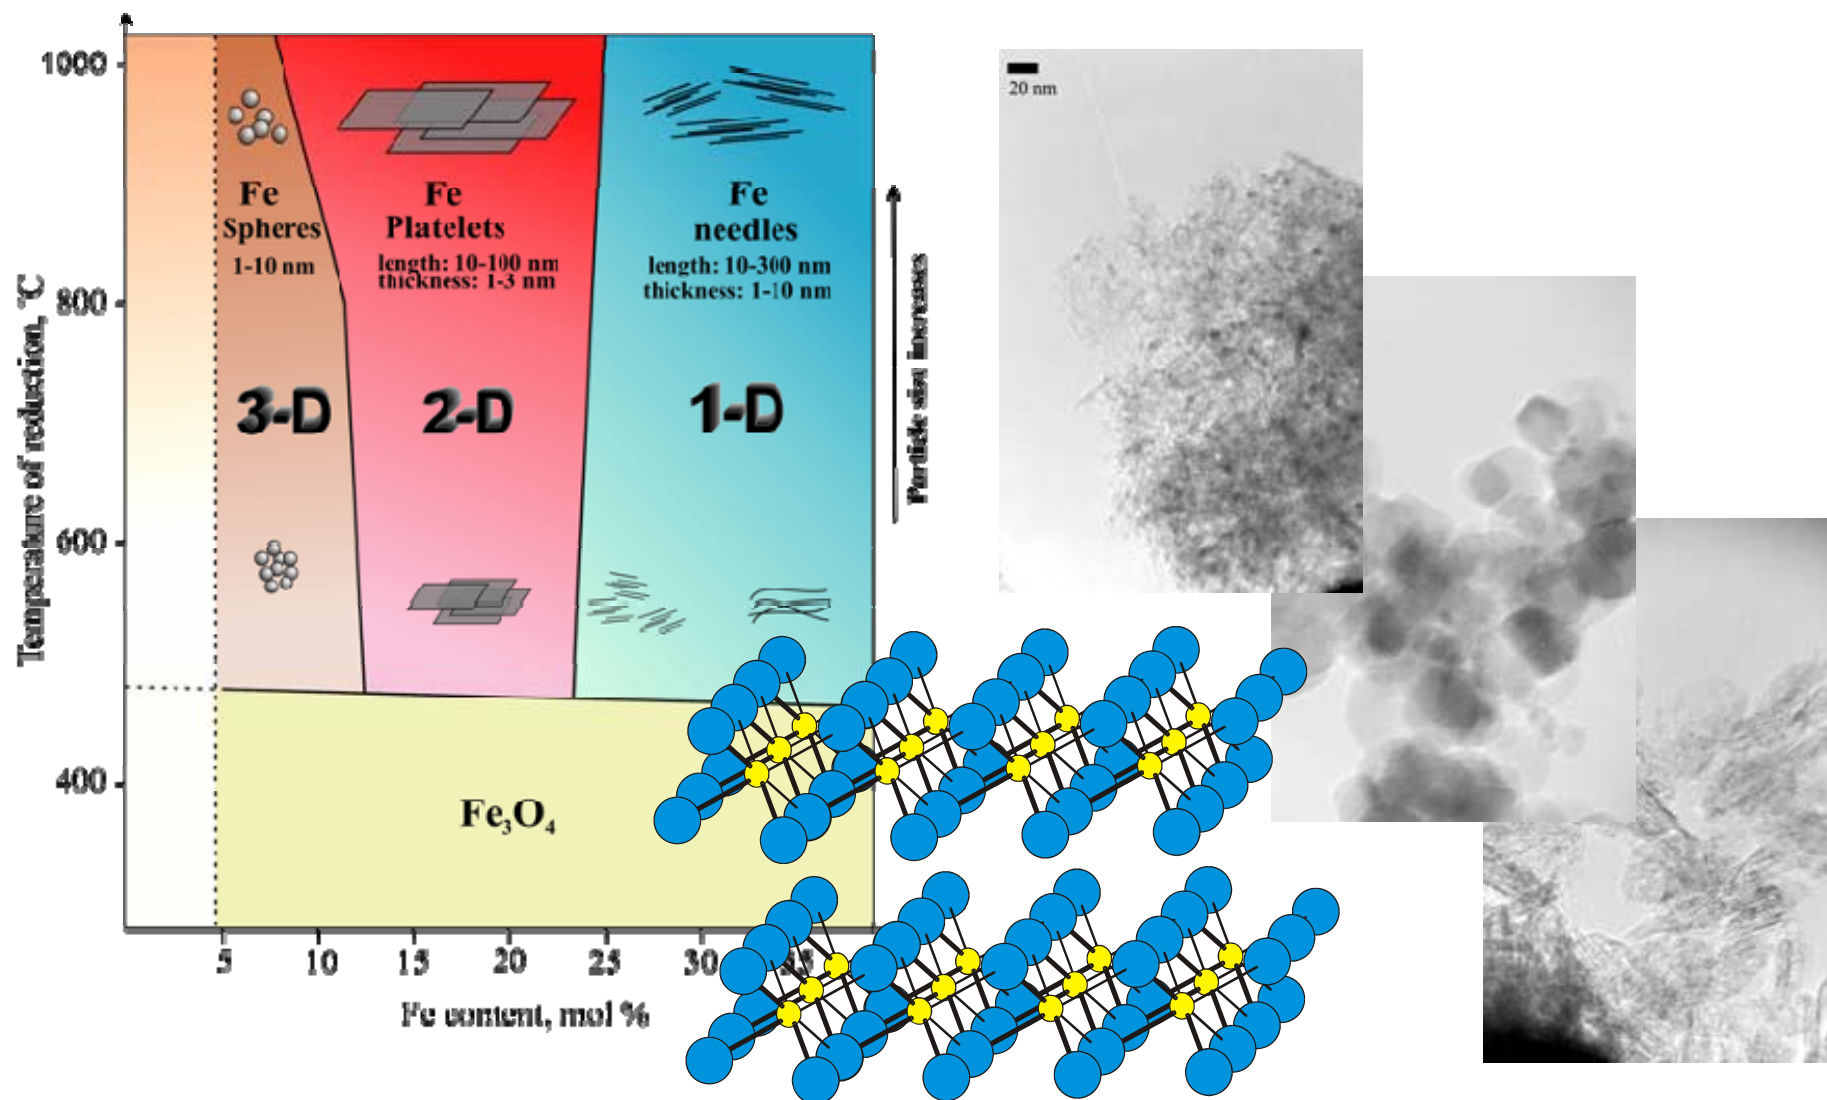 1000
800
600
400
Temperature of reduction, °C
Fe
Spheres
1-10 nm
3-D
Fe
Platelets
length: 10-100 nm
thickness: 1-3 nm
2-D
Fe
needles
length: 10-300 nm
thickness: 1-10 nm
1-D
Particle size increases
Fe₃O₄
5
10
15
20
25
30
Fe content, mol %
20 nm